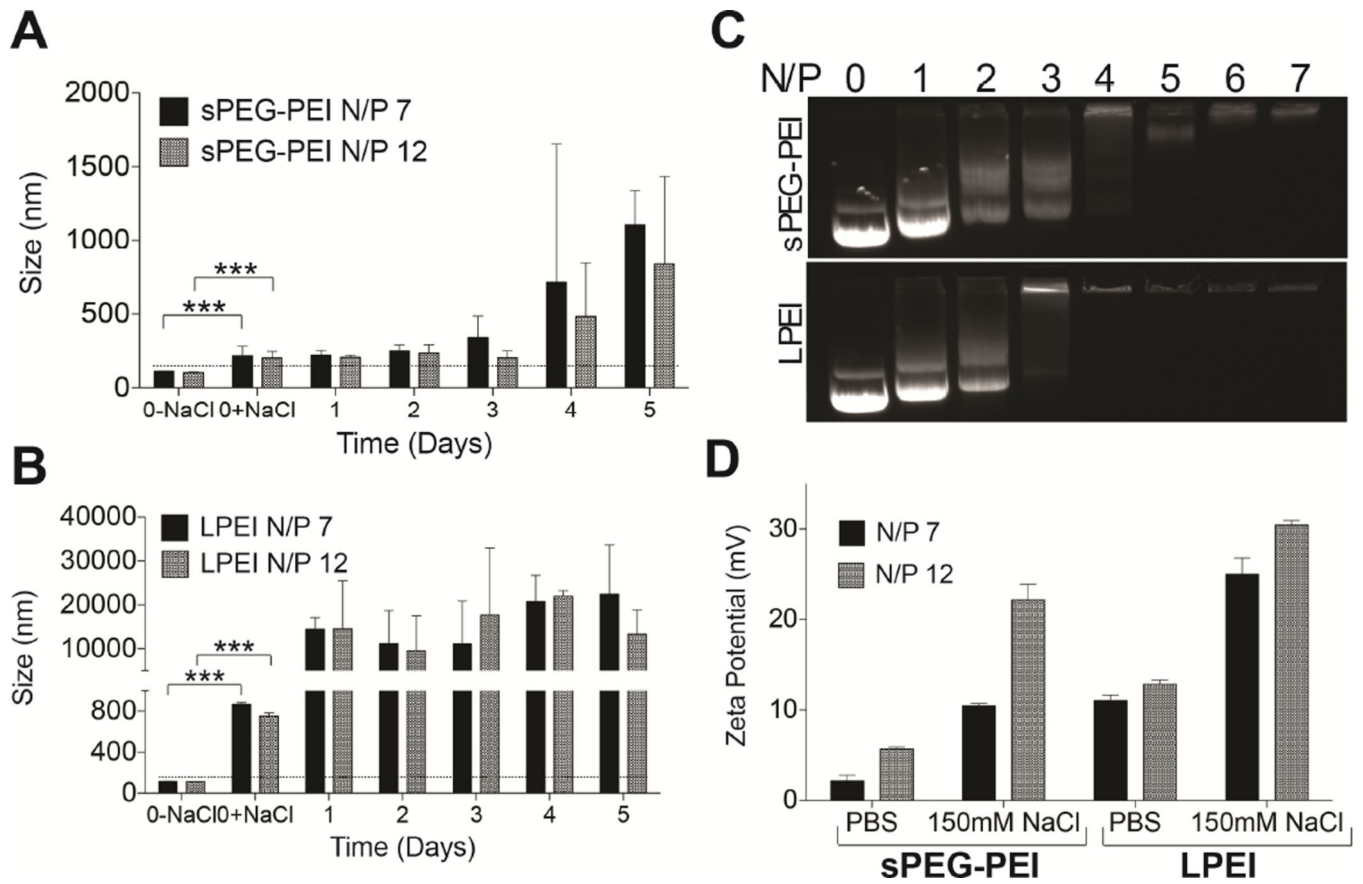 A
2000
1500
1000
500
0
Size (nm)
sPEG-PEI N/P 7
sPEG-PEI N/P 12
***
***
0-NaCl 0+NaCl 1 2 3 4 5
Time (Days)
B
40000
30000
20000
10000
800
400
0
Size (nm)
LPEI N/P 7
LPEI N/P 12
***
***
0-NaCl 0+NaCl 1 2 3 4 5
Time (Days)
C
N/P 0 1 2 3 4 5 6 7
sPEG-PEI
LPEI
D
30
20
10
0
Zeta Potential (mV)
N/P 7
N/P 12
PBS 150mM NaCl PBS 150mM NaCl
sPEG-PEI LPEI